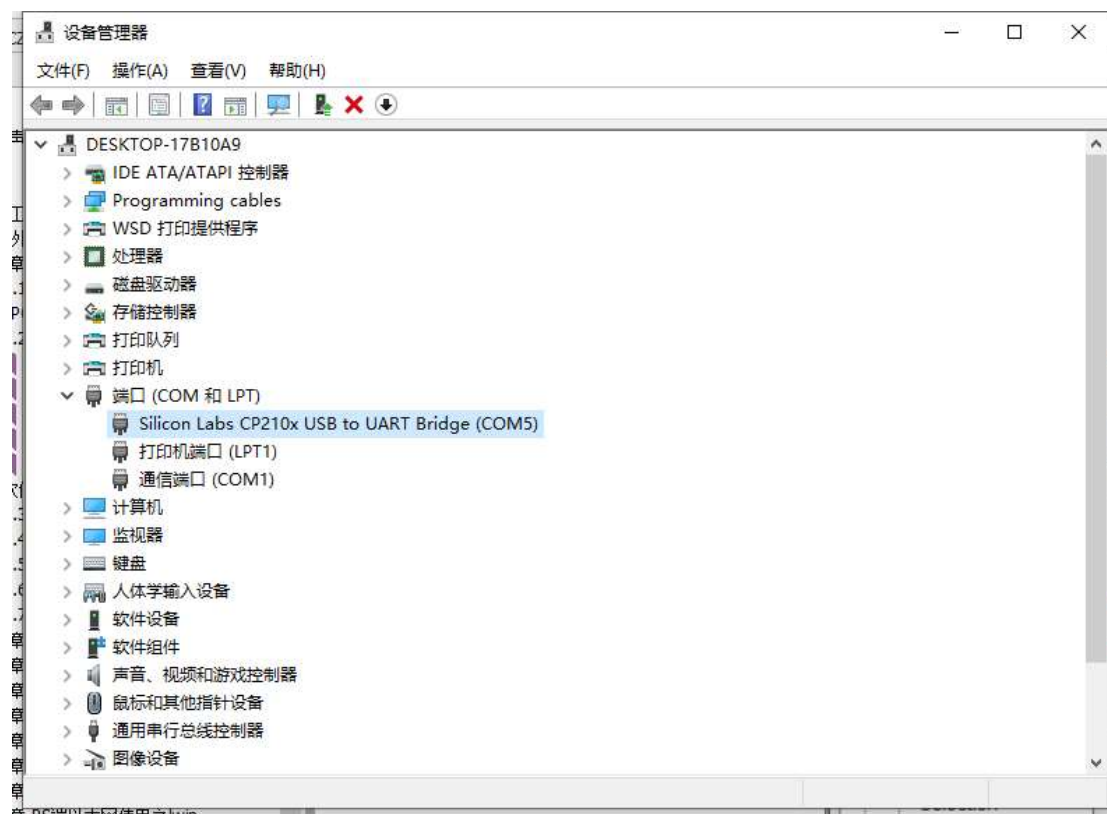 设备管理器
文件(F) 操作(A) 查看(V) 帮助(H)
DESKTOP-17B10A9
IDE ATA/ATAPI 控制器
Programming cables
WSD 打印提供程序
处理器
磁盘驱动器
存储控制器
打印队列
打印机
端口 (COM 和 LPT)
Silicon Labs CP210x USB to UART Bridge (COM5)
打印机端口 (LPT1)
通信端口 (COM1)
计算机
监视器
键盘
人体学输入设备
软件设备
软件组件
声音、视频和游戏控制器
鼠标和其他指针设备
通用串行总线控制器
图像设备